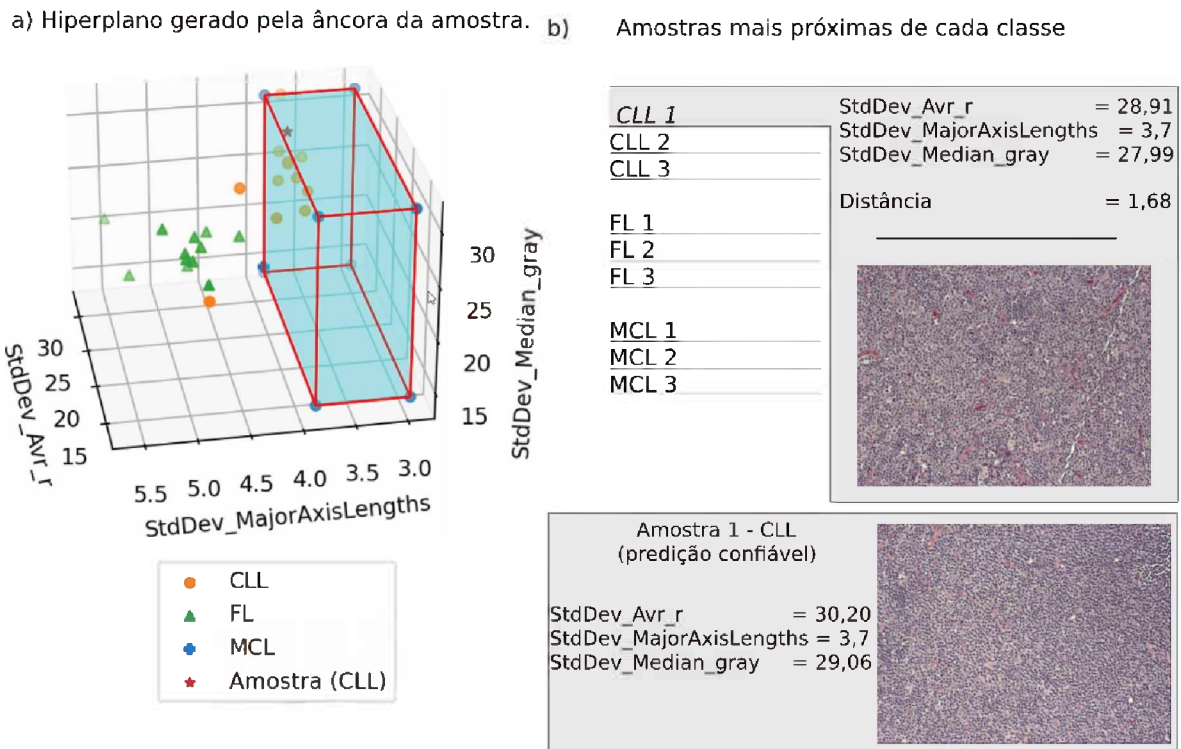 a) Hiperplano gerado pela âncora da amostra.
30
25
20
15
StdDev_Median_gray
30
25
20
15
StdDev_Avr_r
5.5 5.0 4.5 4.0 3.5 3.0
StdDev_MajorAxisLengths
CLL
FL
MCL
Amostra (CLL)
b) Amostras mais próximas de cada classe
CLL 1
CLL 2
CLL 3
FL 1
FL 2
FL 3
MCL 1
MCL 2
MCL 3
StdDev_Avr_r = 28,91
StdDev_MajorAxisLengths = 3,7
StdDev_Median_gray = 27,99
Distância = 1,68
Amostra 1 - CLL
(predição confiável)
StdDev_Avr_r = 30,20
StdDev_MajorAxisLengths = 3,7
StdDev_Median_gray = 29,06